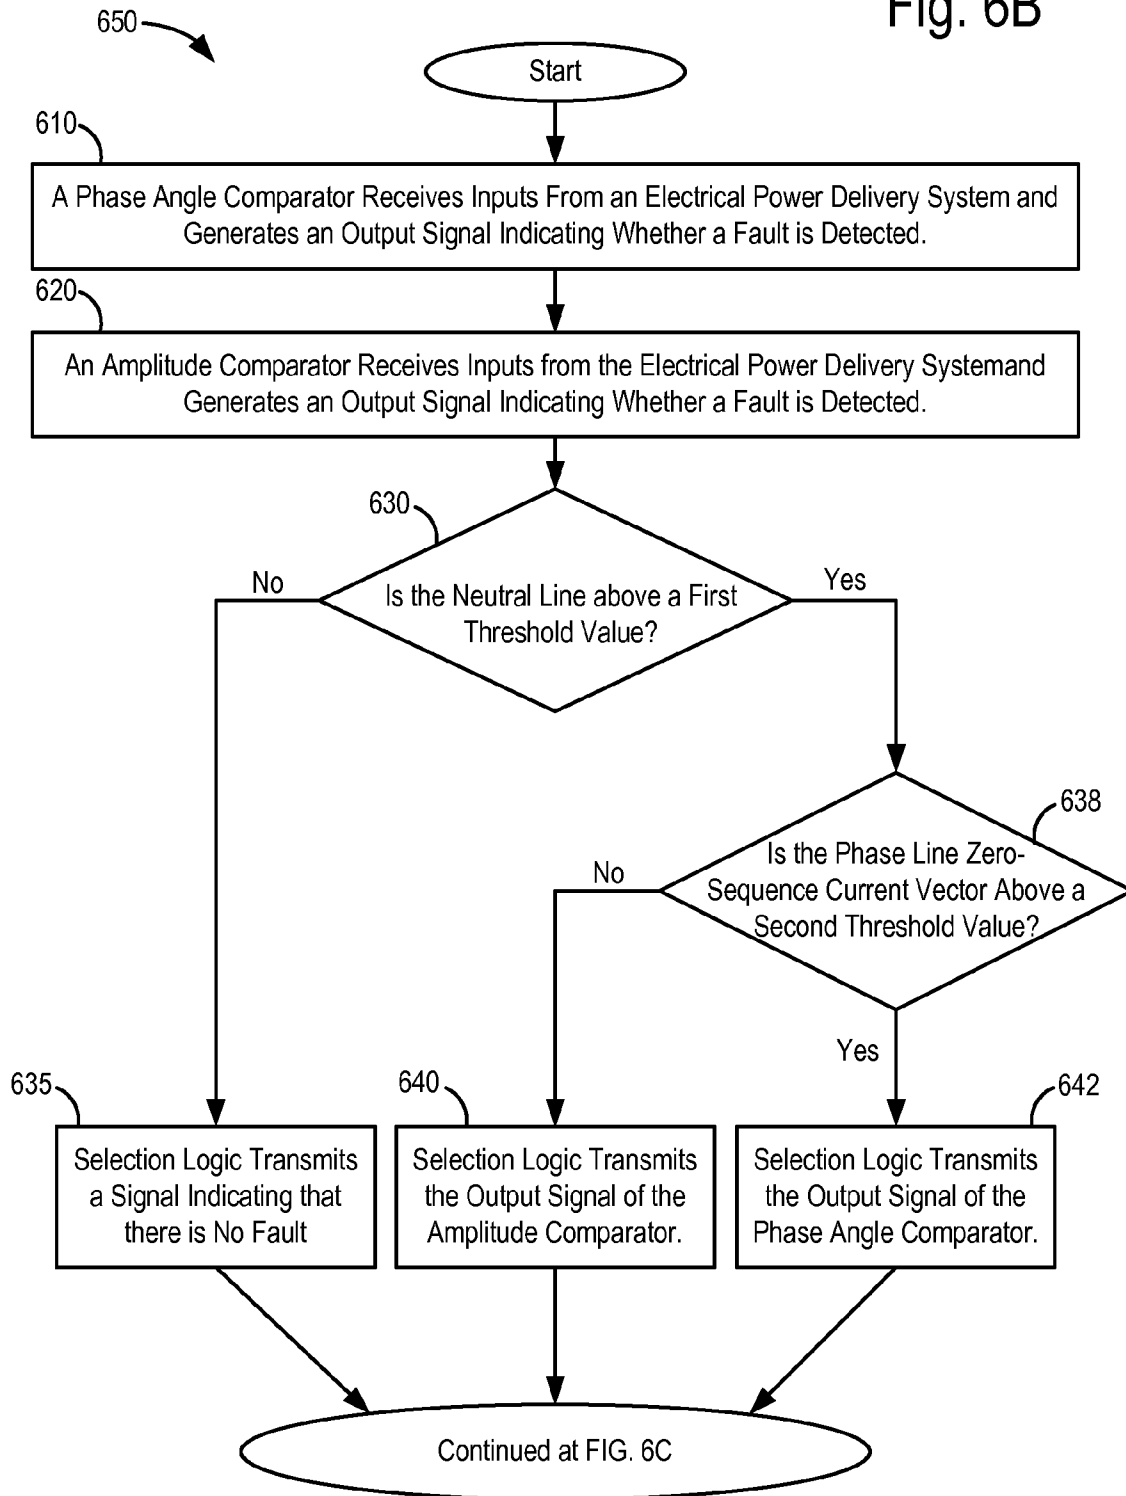 Fig. 6B
650
Start
610
A Phase Angle Comparator Receives Inputs From an Electrical Power Delivery System and
Generates an Output Signal Indicating Whether a Fault is Detected.
620
An Amplitude Comparator Receives Inputs from the Electrical Power Delivery Systemand
Generates an Output Signal Indicating Whether a Fault is Detected.
630
No
Yes
Is the Neutral Line above a First
Threshold Value?
638
No
Is the Phase Line Zero-
Sequence Current Vector Above a
Second Threshold Value?
Yes
635
640
642
Selection Logic Transmits
a Signal Indicating that
there is No Fault
Selection Logic Transmits
the Output Signal of the
Amplitude Comparator.
Selection Logic Transmits
the Output Signal of the
Phase Angle Comparator.
Continued at FIG. 6C